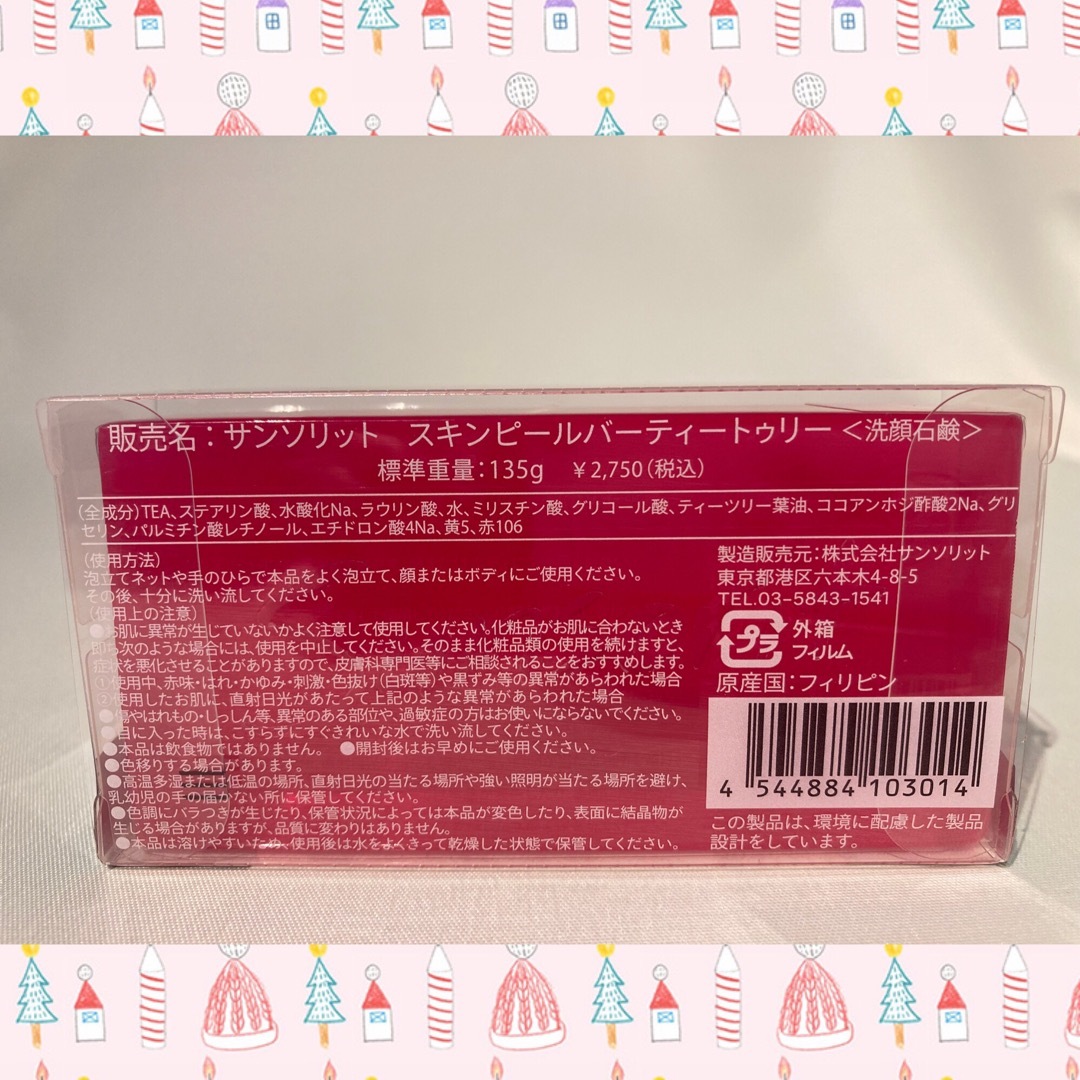 販売名：サンソリット　スキンピールバーティートゥリー＜洗顔石鹸＞
標準重量：135g　￥2,750（税込）
（全成分）TEA、ステアリン酸、水酸化Na、ラウリン酸、水、ミリスチン酸、グリコール酸、ティーツリー葉油、ココアンホジ酢酸2Na、グリ
セリン、パルミチン酸レチノール、エチドロン酸4Na、黄5、赤106
（使用方法）
泡立てネットや手のひらで本品をよく泡立て、顔またはボディにご使用ください。
その後、十分に洗い流してください。
（使用上の注意）
●お肌に異常が生じていないかよく注意して使用してください。化粧品がお肌に合わないとき
即ち次のような場合には、使用を中止してください。そのまま化粧品類の使用を続けますと、
症状を悪化させることがありますので、皮膚科専門医等にご相談されることをおすすめします。
①使用中、赤味・はれ・かゆみ・刺激・色抜け（白斑等）や黒ずみ等の異常があらわれた場合
②使用したお肌に、直射日光があたって上記のような異常があらわれた場合
●傷やはれもの・しっしん等、異常のある部位や、過敏症の方はお使いにならないでください。
●目に入った時は、こすらずにすぐきれいな水で洗い流してください。
●本品は飲食物ではありません。　●開封後はお早めにご使用ください。
●色移りする場合があります。
●高温多湿または低温の場所、直射日光の当たる場所や強い照明が当たる場所を避け、
乳幼児の手の届かない所に保管してください。
●色調にバラつきが生じたり、保管状況によっては本品が変色したり、表面に結晶物が
生じる場合がありますが、品質に変わりはありません。
●本品は溶けやすいため、使用後は水をよくきって乾燥した状態で保管してください。
製造販売元：株式会社サンソリット
東京都港区六本木4-8-5
TEL.03-5843-1541
プラ
外箱
フィルム
原産国：フィリピン
4 544884 103014
この製品は、環境に配慮した製品
設計をしています。